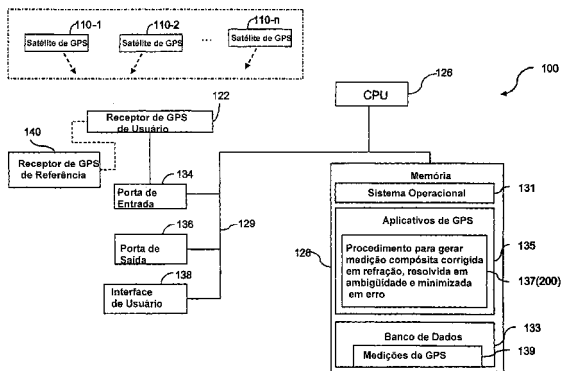 110-1
110-2
110-n
Satélite de GPS
Satélite de GPS
...
Satélite de GPS
126
100
CPU
122
Receptor de GPS
de Usuário
140
Receptor de GPS
de Referência
134
Porta de
Entrada
136
129
Porta de
Saída
138
Interface
de Usuário
Memória
Sistema Operacional
131
Aplicativos de GPS
135
128
Procedimento para gerar
medição compósita corrigida
em refração, resolvida em
ambigüidade e minimizada
em erro
137(200)
Banco de Dados
133
Medições de GPS
139